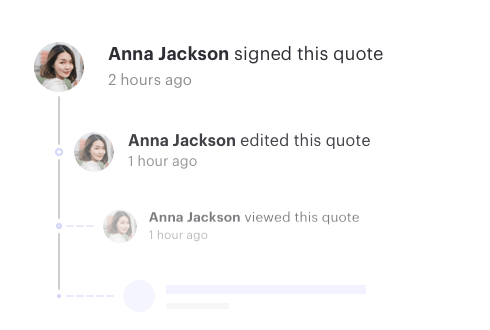 Anna Jackson signed this quote
2 hours ago
Anna Jackson edited this quote
1 hour ago
Anna Jackson viewed this quote
1 hour ago